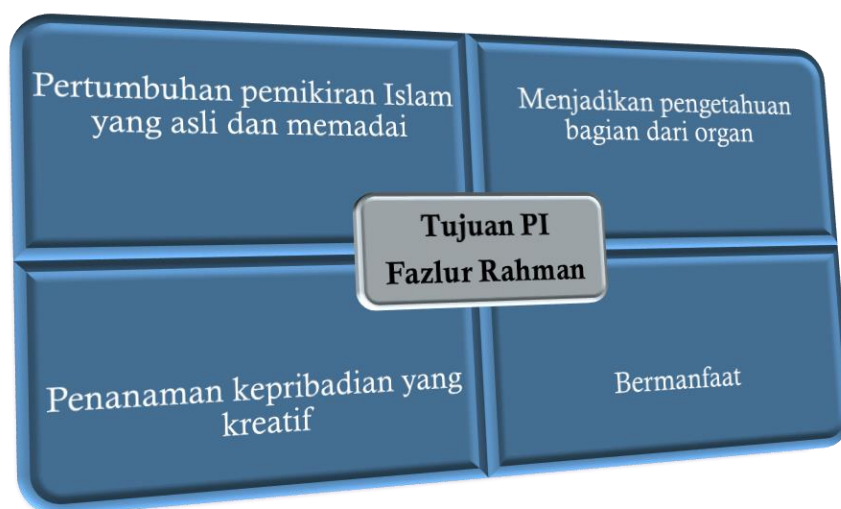 Pertumbuhan pemikiran Islam
yang asli dan memadai
Menjadikan pengetahuan
bagian dari organ
Tujuan PI
Fazlur Rahman
Penanaman kepribadian yang
kreatif
Bermanfaat